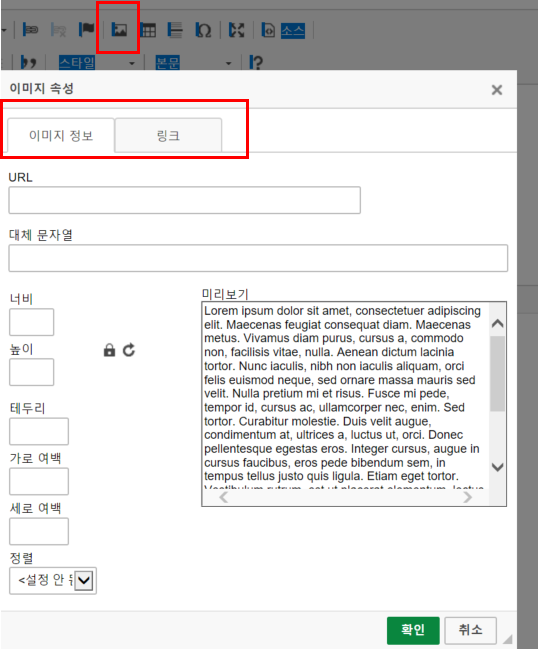 소스
스타일
본문
이미지 속성
이미지 정보
링크
URL
대체 문자열
너비
높이
테두리
가로 여백
세로 여백
정렬
<설정 안
미리보기
Lorem ipsum dolor sit amet, consectetuer adipiscing
elit. Maecenas feugiat consequat diam. Maecenas
metus. Vivamus diam purus, cursus a, commodo
non, facilisis vitae, nulla. Aenean dictum lacinia
tortor. Nunc iaculis, nibh non iaculis aliquam, orci
felis euismod neque, sed ornare massa mauris sed
velit. Nulla pretium mi et risus. Fusce mi pede,
tempor id, cursus ac, ullamcorper nec, enim. Sed
tortor. Curabitur molestie. Duis velit augue,
condimentum at, ultrices a, luctus ut, orci. Donec
pellentesque egestas eros. Integer cursus, augue in
cursus faucibus, eros pede bibendum sem, in
tempus tellus justo quis ligula. Etiam eget tortor.
Vestibulum rutrum, est ut placerat elementum, lectus
확인
취소